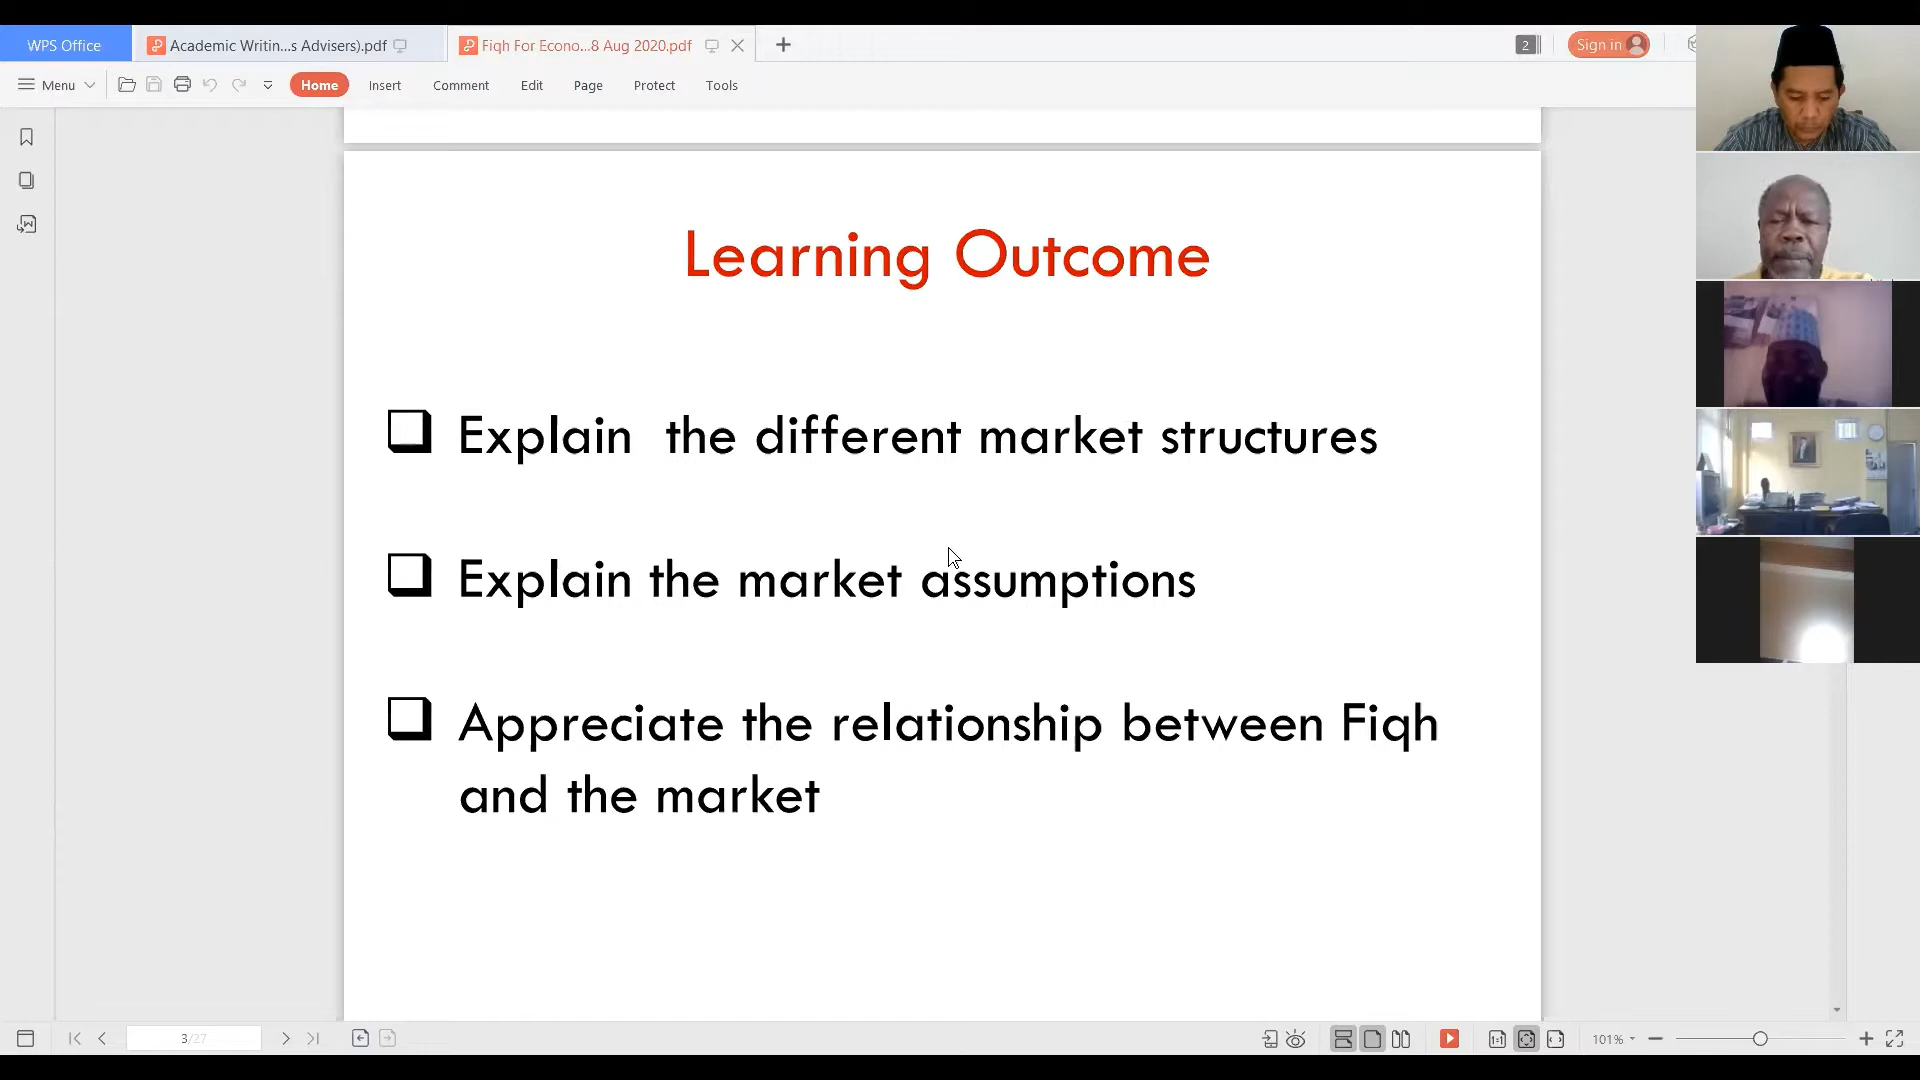 WPS Office
Academic Writin...s Advisers).pdf
Fiqh For Econo...8 Aug 2020.pdf
2
Sign in
Menu
Home
Insert
Comment
Edit
Page
Protect
Tools
Learning Outcome
Explain the different market structures
Explain the market assumptions
Appreciate the relationship between Fiqh
and the market
3/27
101%